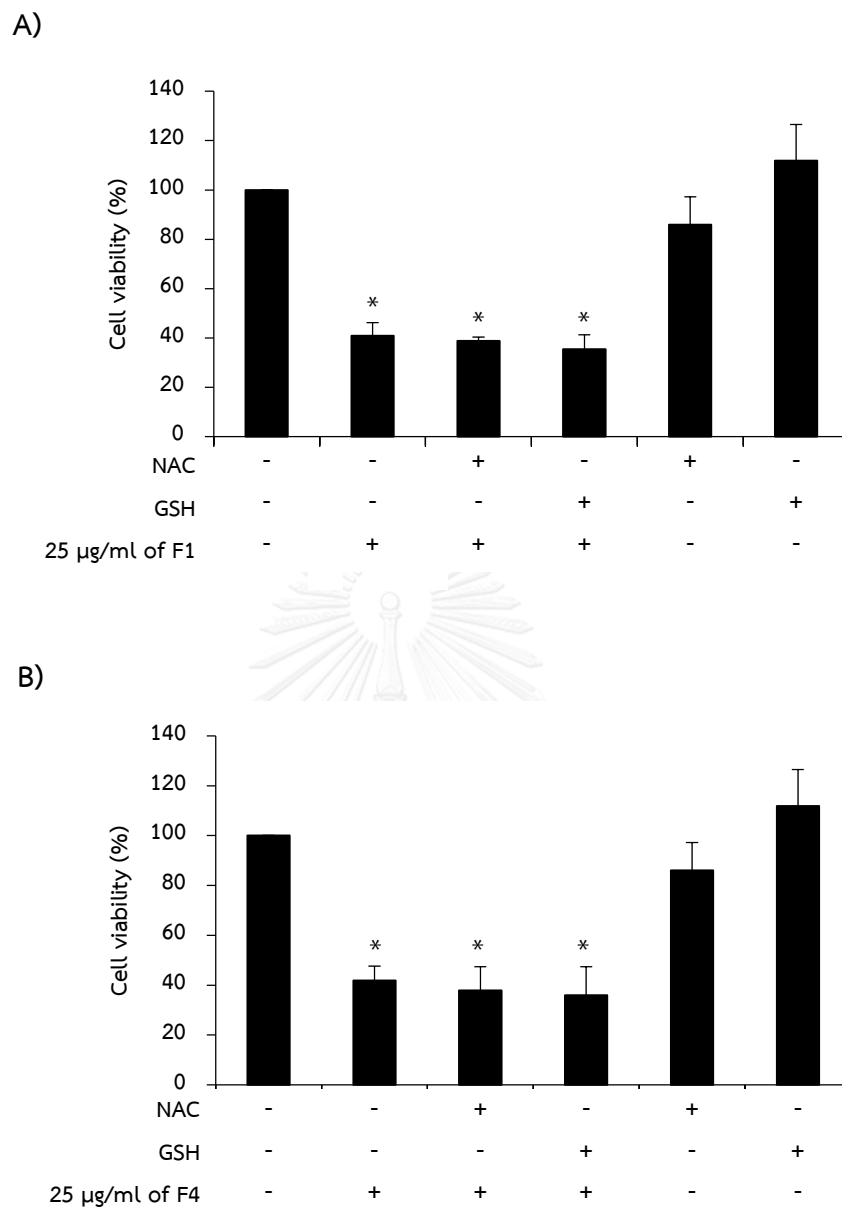 A)
140
120
100
80
60
40
20
0
Cell viability (%)
* * *
NAC - - + - + -
GSH - - - + - +
25 µg/ml of F1 - + + + - -
B)
140
120
100
80
60
40
20
0
Cell viability (%)
* * *
NAC - - + - + -
GSH - - - + - +
25 µg/ml of F4 - + + + - -